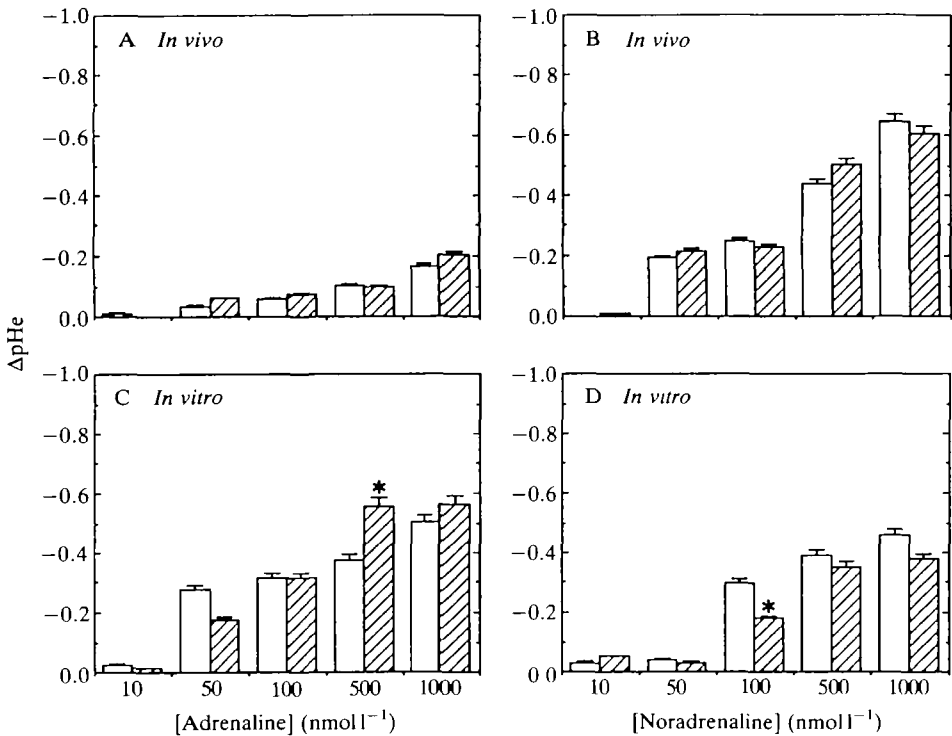 A In vivo
−1.0
−0.8
−0.6
−0.4
−0.2
0.0
B In vivo
−1.0
−0.8
−0.6
−0.4
−0.2
0.0
ΔpHe
C In vitro
−1.0
−0.8
−0.6
−0.4
−0.2
0.0
*
10 50 100 500 1000
[Adrenaline] (nmol l⁻¹)
D In vitro
−1.0
−0.8
−0.6
−0.4
−0.2
0.0
*
10 50 100 500 1000
[Noradrenaline] (nmol l⁻¹)